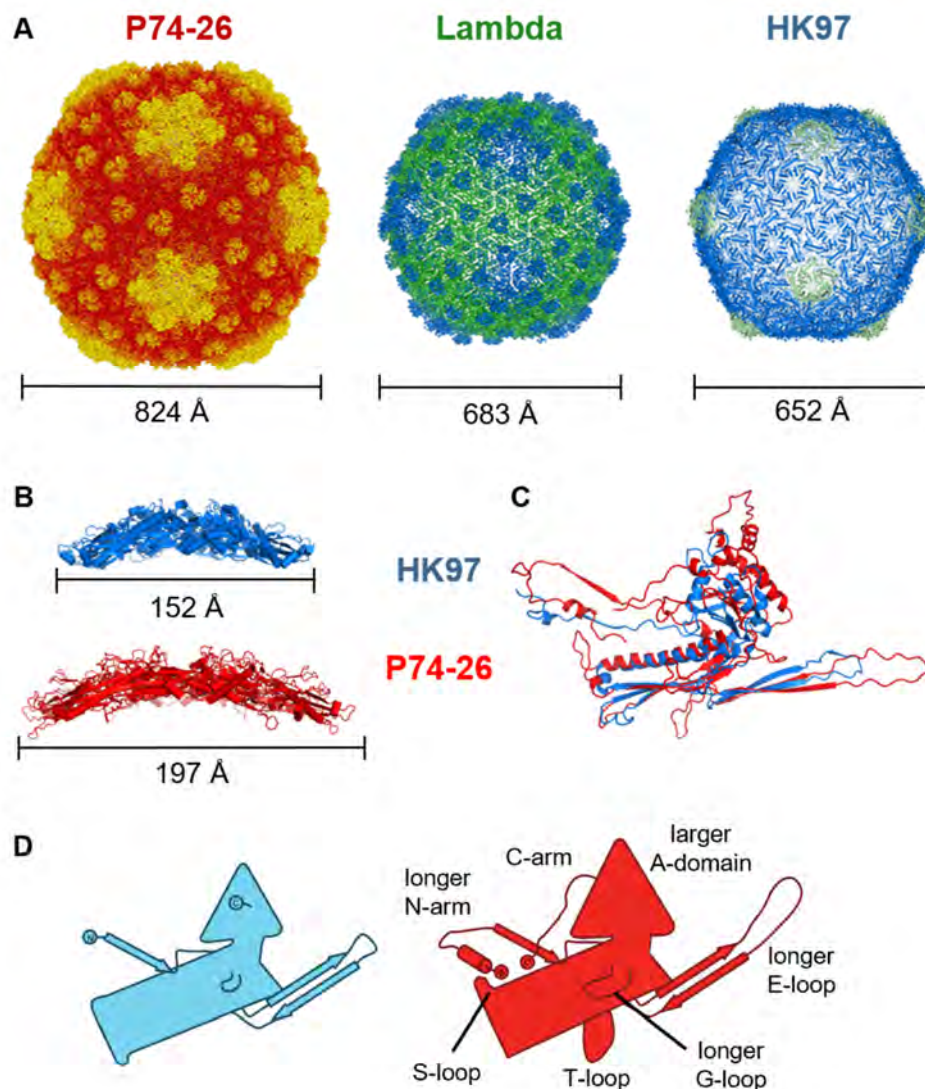 A
P74-26
Lambda
HK97
824 Å
683 Å
652 Å
B
152 Å
197 Å
HK97
P74-26
C
D
longer
N-arm
C-arm
larger
A-domain
longer
E-loop
S-loop
T-loop
longer
G-loop